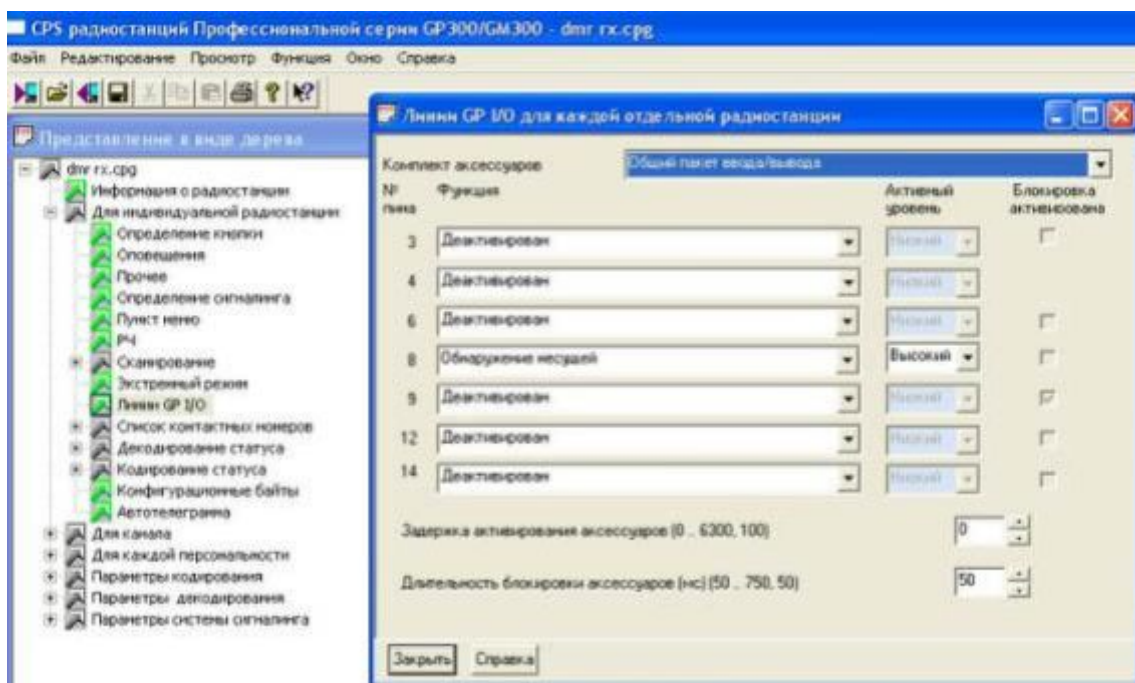 CPS радиостанций Профессиональной серии GP300/GM300 - dmr rx.cpg
Файл Редактирование Просмотр Функция Окно Справка
Представление в виде дерева
dmr rx.cpg
Информация о радиостанции
Для индивидуальной радиостанции
Определение кнопки
Оповещения
Прочее
Определение сигналинга
Пункт меню
РЧ
Сканирование
Экстренный режим
Линии GP I/O
Список контактных номеров
Декодирование статуса
Кодирование статуса
Конфигурационные байты
Автотелеграмма
Для канала
Для каждой персональности
Параметры кодирования
Параметры декодирования
Параметры системы сигналинга
Линии GP I/O для каждой отдельной радиостанции
Комплект аксессуаров Общий пакет ввода/вывода
№ пина Функция Активный уровень Блокировка активирована
3 Деактивирован Низкий
4 Деактивирован Низкий
6 Деактивирован Низкий
8 Обнаружение несущей Высокий
9 Деактивирован Низкий
12 Деактивирован Низкий
14 Деактивирован Низкий
Задержка активирования аксессуаров (0 .. 6300, 100) 0
Длительность блокировки аксессуаров (мс) (50 .. 750, 50) 50
Закрыть Справка